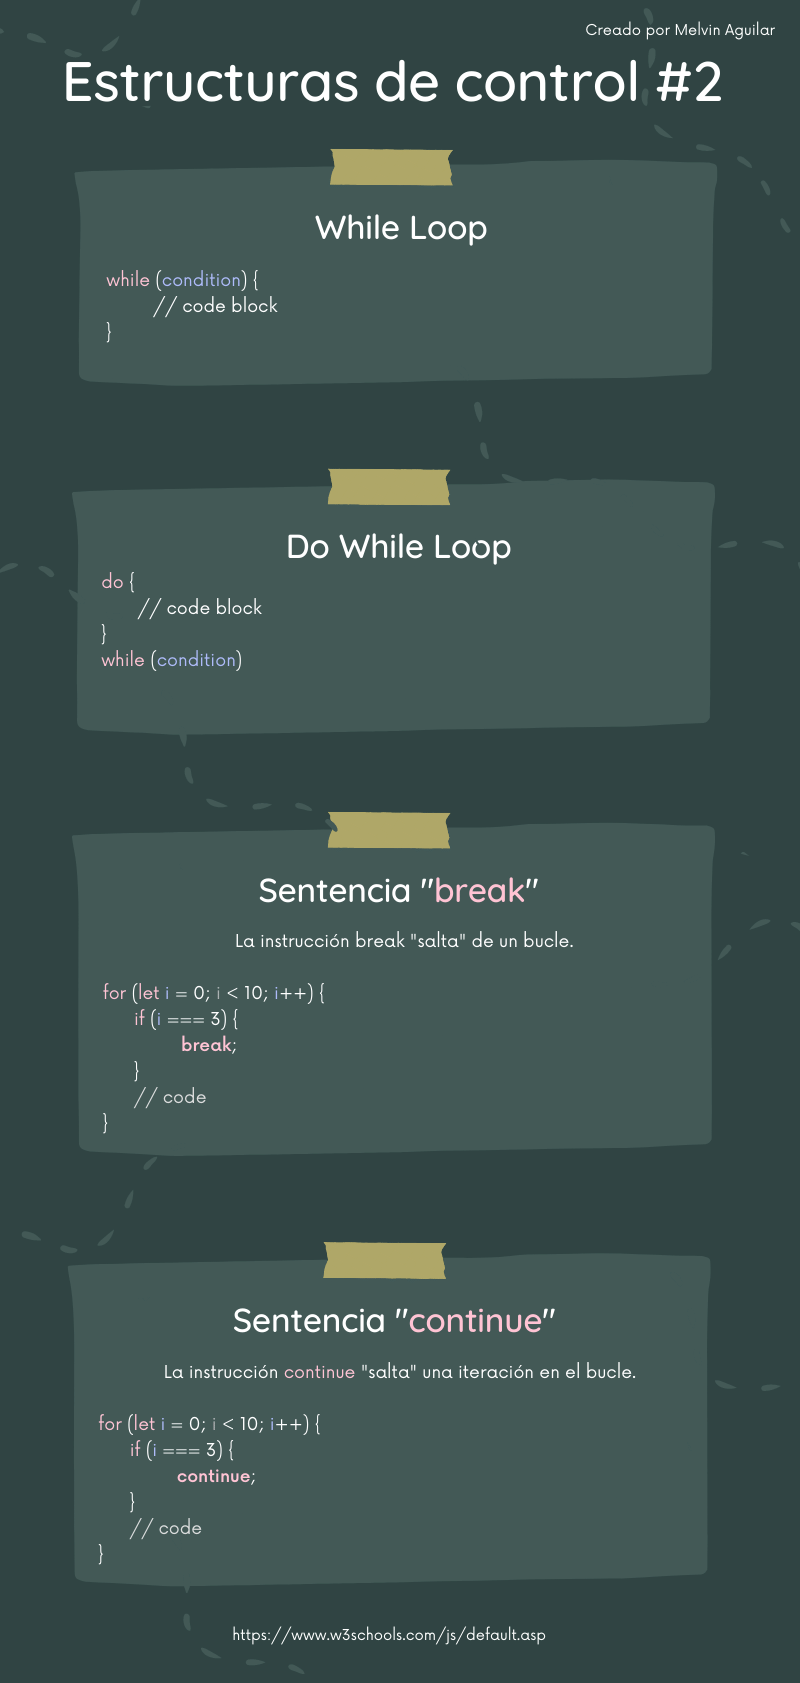 Creado por Melvin Aguilar
Estructuras de control #2
While Loop
while (condition) {
// code block
}
Do While Loop
do {
// code block
}
while (condition)
Sentencia "break"
La instrucción break "salta" de un bucle.
for (let i = 0; i < 10; i++) {
if (i === 3) {
break;
}
// code
}
Sentencia "continue"
La instrucción continue "salta" una iteración en el bucle.
for (let i = 0; i < 10; i++) {
if (i === 3) {
continue;
}
// code
}
https://www.w3schools.com/js/default.asp